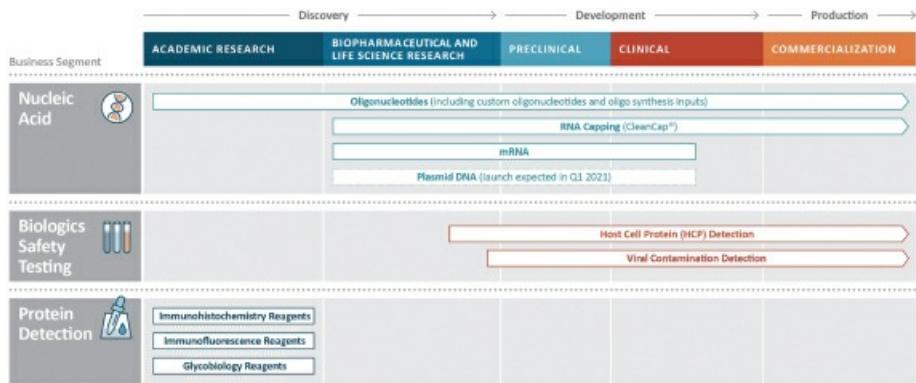 Discovery
Development
Production
Business Segment
ACADEMIC RESEARCH
BIOPHARMACEUTICAL AND
LIFE SCIENCE RESEARCH
PRECLINICAL
CLINICAL
COMMERCIALIZATION
Nucleic
Acid
Oligonucleotides (including custom oligonucleotides and oligo synthesis inputs)
RNA Capping (CleanCap®)
mRNA
Plasmid DNA (launch expected in Q1 2021)
Biologics
Safety
Testing
Host Cell Protein (HCP) Detection
Viral Contamination Detection
Protein
Detection
Immunohistochemistry Reagents
Immunofluorescence Reagents
Glycobiology Reagents